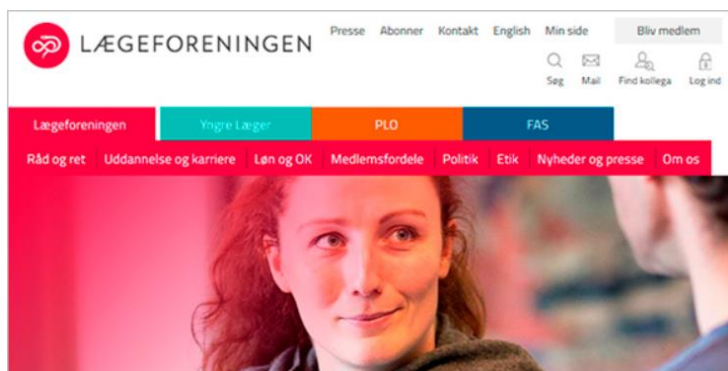 LÆGEFORENINGEN
Presse Abonner Kontakt English Min side Bliv medlem
Søg Mail Find kollega Log ind
Lægeforeningen Yngre Læger PLO FAS
Råd og ret Uddannelse og karriere Løn og OK Medlemsfordele Politik Etik Nyheder og presse Om os